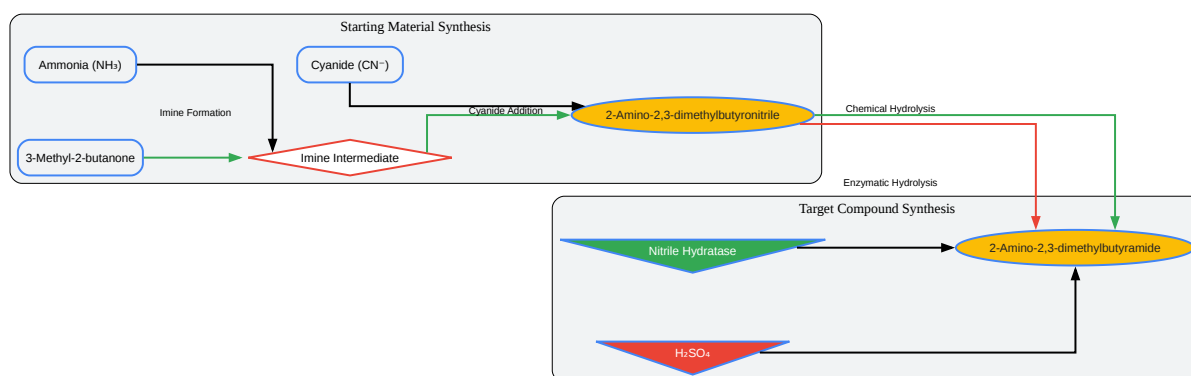 Starting Material Synthesis
Ammonia (NH₃)
Cyanide (CN⁻)
Imine Formation
Cyanide Addition
2-Amino-2,3-dimethylbutyronitrile
Chemical Hydrolysis
3-Methyl-2-butanone
Imine Intermediate
Enzymatic Hydrolysis
Target Compound Synthesis
Nitrile Hydratase
2-Amino-2,3-dimethylbutyramide
H₂SO₄